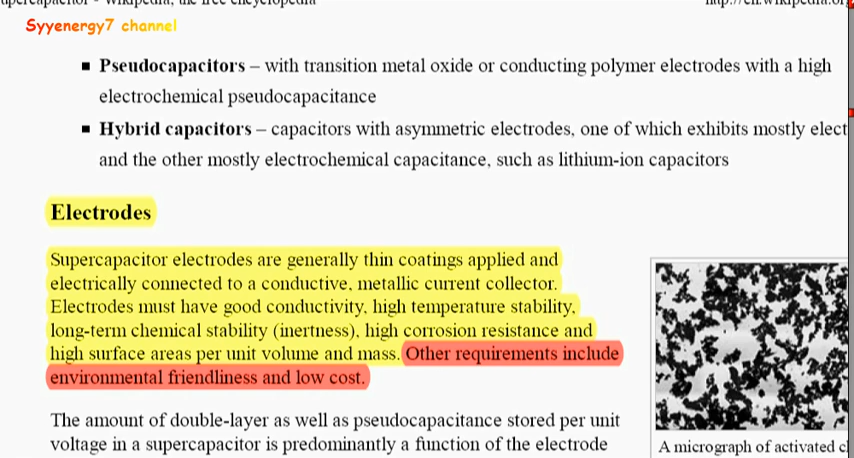 Wikipedia, the free encyclopedia
Syyenergy7 channel
▪ Pseudocapacitors – with transition metal oxide or conducting polymer electrodes with a high
electrochemical pseudocapacitance
▪ Hybrid capacitors – capacitors with asymmetric electrodes, one of which exhibits mostly elect
and the other mostly electrochemical capacitance, such as lithium-ion capacitors
Electrodes
Supercapacitor electrodes are generally thin coatings applied and
electrically connected to a conductive, metallic current collector.
Electrodes must have good conductivity, high temperature stability,
long-term chemical stability (inertness), high corrosion resistance and
high surface areas per unit volume and mass. Other requirements include
environmental friendliness and low cost.
The amount of double-layer as well as pseudocapacitance stored per unit
voltage in a supercapacitor is predominantly a function of the electrode
A micrograph of activated c